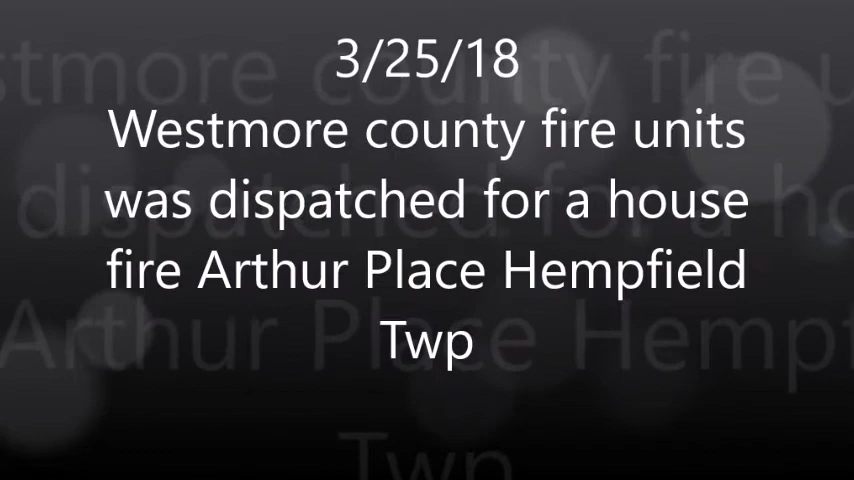 3/25/18
Westmore county fire units
was dispatched for a house
fire Arthur Place Hempfield
Twp